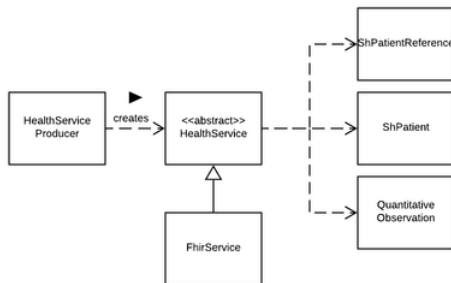 ShPatientReference
HealthService
Producer
creates
<<abstract>>
HealthService
ShPatient
Quantitative
Observation
FhirService